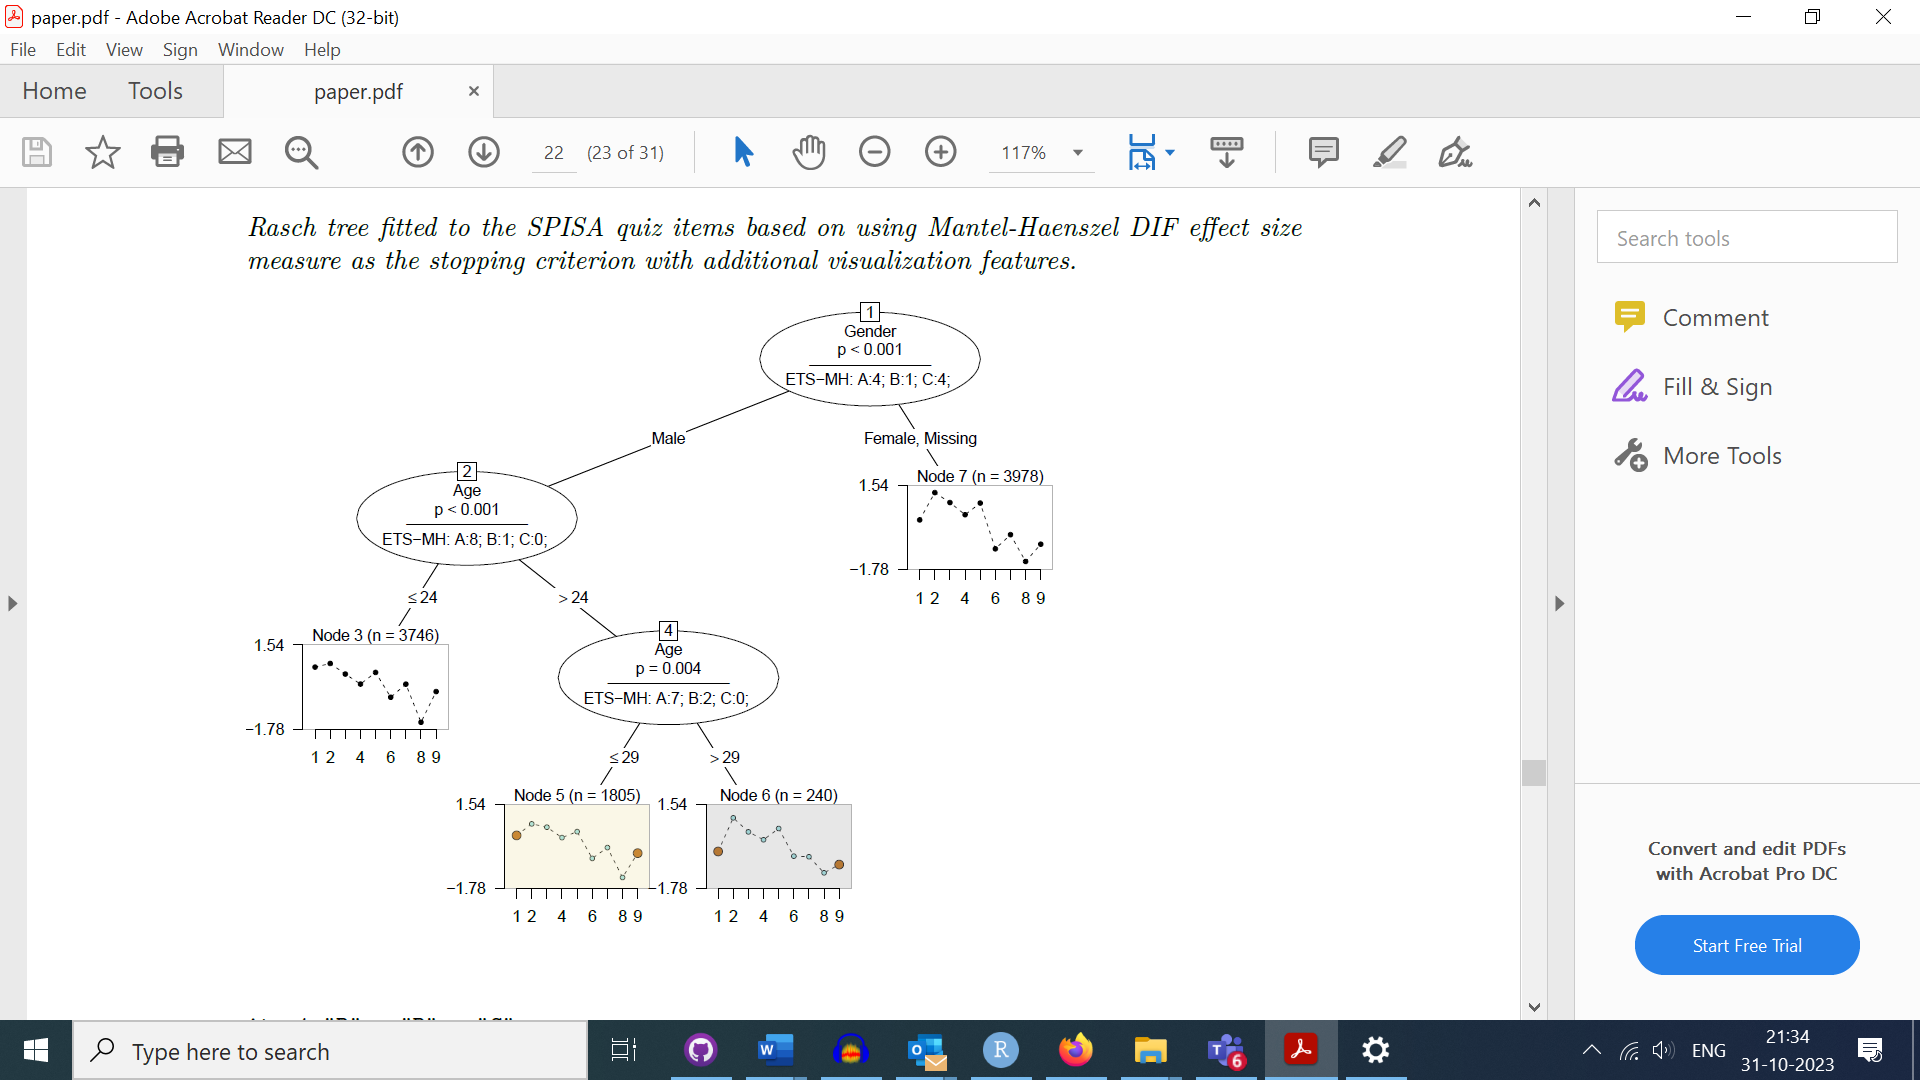 paper.pdf - Adobe Acrobat Reader DC (32-bit)
File Edit View Sign Window Help
Home Tools paper.pdf ×
22 (23 of 31) 117%
Rasch tree fitted to the SPISA quiz items based on using Mantel-Haenszel DIF effect size
measure as the stopping criterion with additional visualization features.
1
Gender
p < 0.001
ETS−MH: A:4; B:1; C:4;
Male
Female, Missing
2
Age
p < 0.001
ETS−MH: A:8; B:1; C:0;
Node 7 (n = 3978)
1.54
−1.78
1 2 4 6 8 9
≤ 24
> 24
Node 3 (n = 3746)
1.54
−1.78
1 2 4 6 8 9
4
Age
p = 0.004
ETS−MH: A:7; B:2; C:0;
≤ 29
> 29
Node 5 (n = 1805)
1.54
−1.78
1 2 4 6 8 9
Node 6 (n = 240)
1.54
−1.78
1 2 4 6 8 9
Search tools
Comment
Fill & Sign
More Tools
Convert and edit PDFs
with Acrobat Pro DC
Start Free Trial
Type here to search
W
O
R
T
6
ENG
21:34
31-10-2023